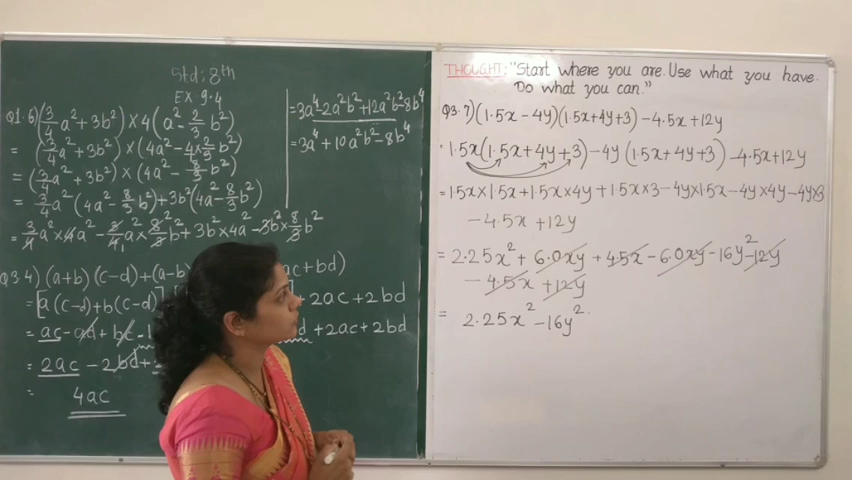 Std: 8th
Ex 9.4
Q1.6) (3/4 a² + 3b²) × 4(a² - 2/3 b²)
= (3/4 a² + 3b²) × (4a² - 4 × 2/3 b²)
= (3/4 a² + 3b²) × (4a² - 8/3 b²)
= 3/4 a² (4a² - 8/3 b²) + 3b² (4a² - 8/3 b²)
= 3/4 a² × 4a² - 3/4 a² × 8/3 b² + 3b² × 4a² - 3b² × 8/3 b²
= 3a⁴ - 2a²b² + 12a²b² - 8b⁴
= 3a⁴ + 10a²b² - 8b⁴
Q3.4) (a+b) (c-d) + (a-b) ac + bd)
= [a(c-d) + b(c-d)] 2ac + 2bd
= ac - ad + bc - + 2ac + 2bd
= 2ac - 2bd +
= 4ac
THOUGHT: "Start where you are. Use what you have.
Do what you can."
Q3.7) (1.5x - 4y) (1.5x + 4y + 3) - 4.5x + 12y
= 1.5x (1.5x + 4y + 3) - 4y (1.5x + 4y + 3) - 4.5x + 12y
= 1.5x × 1.5x + 1.5x × 4y + 1.5x × 3 - 4y × 1.5x - 4y × 4y - 4y × 3
- 4.5x + 12y
= 2.25x² + 6.0xy + 4.5x - 6.0xy - 16y² - 12y
- 4.5x + 12y
= 2.25x² - 16y².